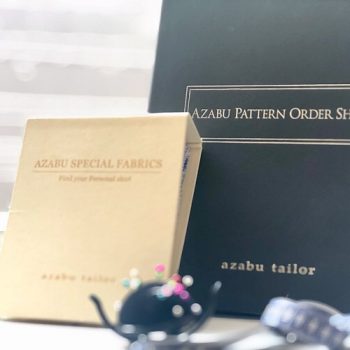 AZABU PATTERN ORDER SH
azabu tailor
AZABU SPECIAL FABRICS
Find your Personal shirt
azabu tailor